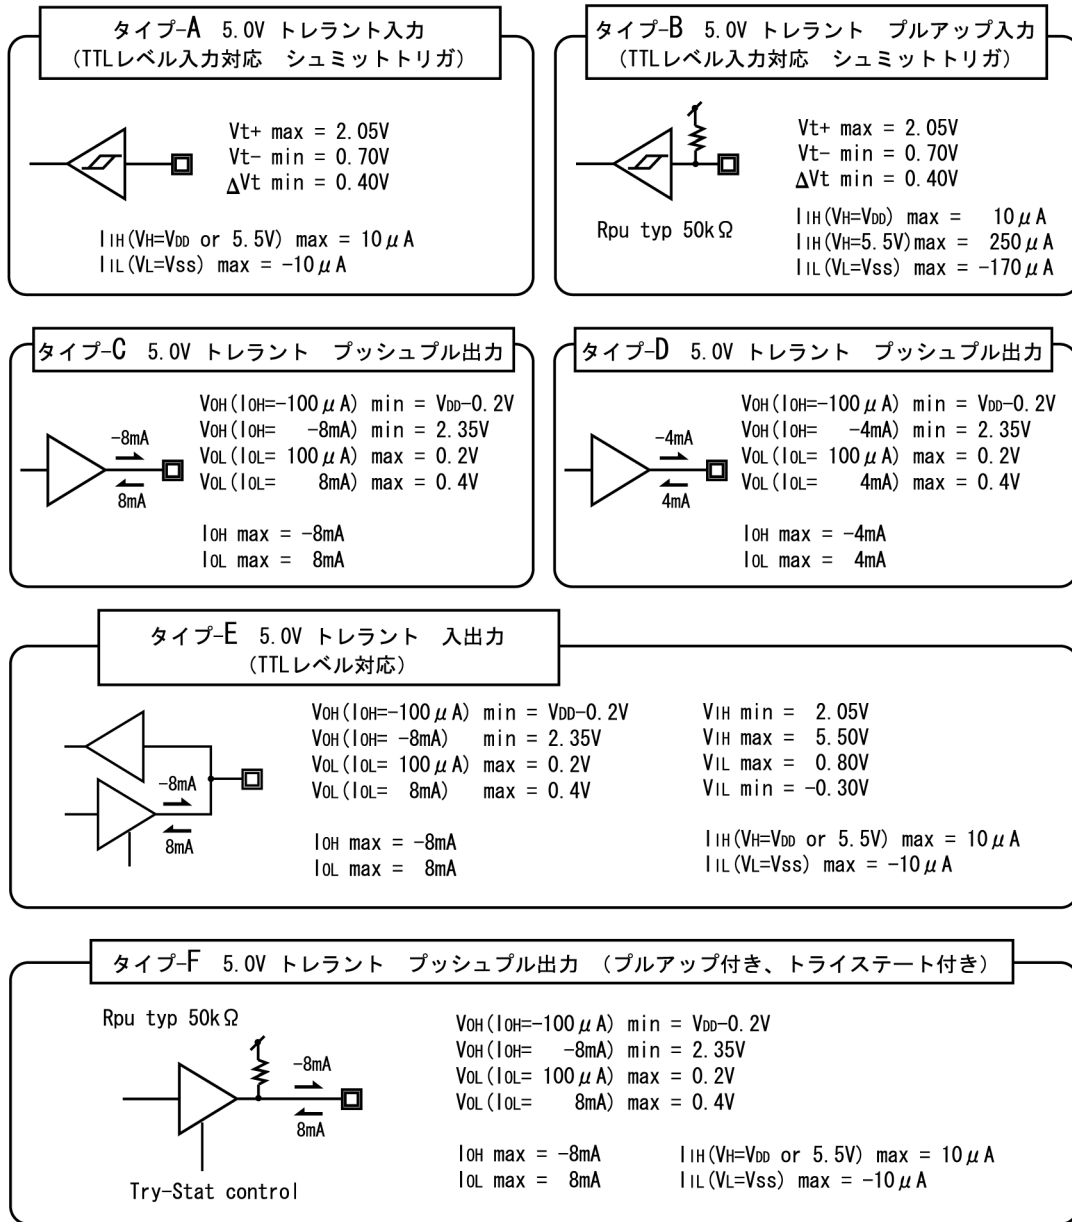 タイプ-A 5.0V トレラント入力
(TTLレベル入力対応 シュミットトリガ)
Vt+ max = 2.05V
Vt- min = 0.70V
ΔVt min = 0.40V
IIH(VH=VDD or 5.5V) max = 10μA
IIL(VL=VSS) max = -10μA
タイプ-B 5.0V トレラント プルアップ入力
(TTLレベル入力対応 シュミットトリガ)
Vt+ max = 2.05V
Vt- min = 0.70V
ΔVt min = 0.40V
Rpu typ 50kΩ
IIH(VH=VDD) max = 10μA
IIH(VH=5.5V)max = 250μA
IIL(VL=VSS) max = -170μA
タイプ-C 5.0V トレラント プッシュプル出力
VOH(IOH=-100μA) min = VDD-0.2V
VOH(IOH= -8mA) min = 2.35V
VOL(IOL= 100μA) max = 0.2V
VOL(IOL= 8mA) max = 0.4V
-8mA
8mA
IOH max = -8mA
IOL max = 8mA
タイプ-D 5.0V トレラント プッシュプル出力
VOH(IOH=-100μA) min = VDD-0.2V
VOH(IOH= -4mA) min = 2.35V
VOL(IOL= 100μA) max = 0.2V
VOL(IOL= 4mA) max = 0.4V
-4mA
4mA
IOH max = -4mA
IOL max = 4mA
タイプ-E 5.0V トレラント 入出力
(TTLレベル対応)
-8mA
8mA
VOH(IOH=-100μA) min = VDD-0.2V
VOH(IOH= -8mA) min = 2.35V
VOL(IOL= 100μA) max = 0.2V
VOL(IOL= 8mA) max = 0.4V
IOH max = -8mA
IOL max = 8mA
VIH min = 2.05V
VIH max = 5.50V
VIL max = 0.80V
VIL min = -0.30V
IIH(VH=VDD or 5.5V) max = 10μA
IIL(VL=VSS) max = -10μA
タイプ-F 5.0V トレラント プッシュプル出力 (プルアップ付き、トライステート付き)
Rpu typ 50kΩ
-8mA
8mA
Try-Stat control
VOH(IOH=-100μA) min = VDD-0.2V
VOH(IOH= -8mA) min = 2.35V
VOL(IOL= 100μA) max = 0.2V
VOL(IOL= 8mA) max = 0.4V
IOH max = -8mA
IOL max = 8mA
IIH(VH=VDD or 5.5V) max = 10μA
IIL(VL=VSS) max = -10μA